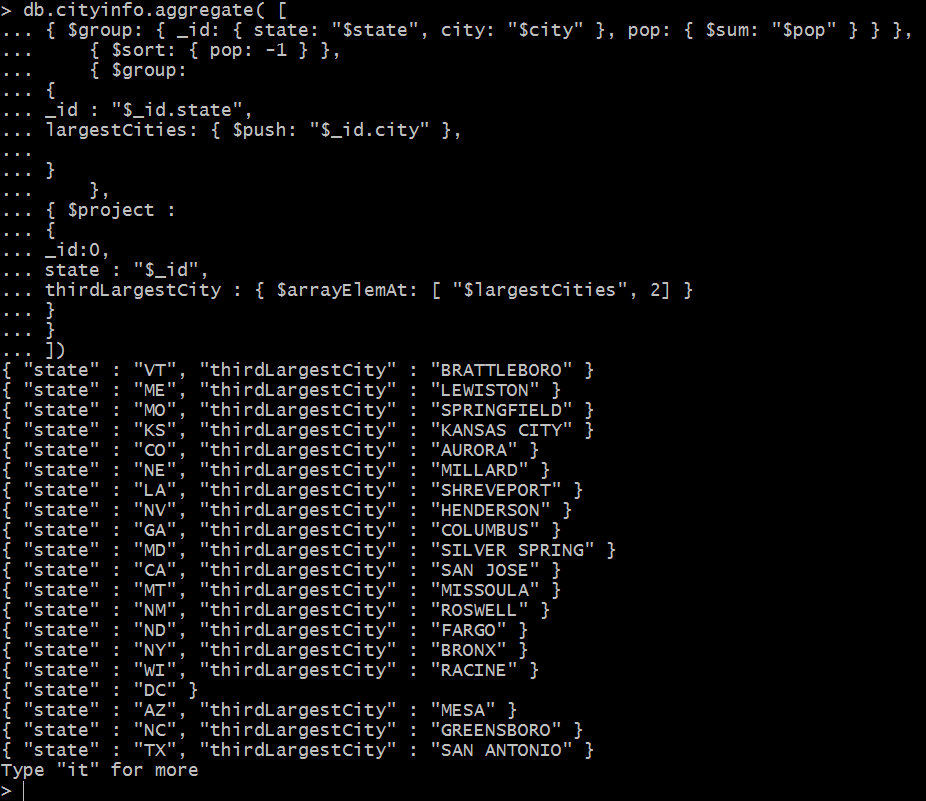 > db.cityinfo.aggregate( [
... { $group: { _id: { state: "$state", city: "$city" }, pop: { $sum: "$pop" } } },
...     { $sort: { pop: -1 } },
...     { $group:
... {
... _id : "$_id.state",
... largestCities: { $push: "$_id.city" },
...
... }
...     },
... { $project :
... {
... _id:0,
... state : "$_id",
... thirdLargestCity : { $arrayElemAt: [ "$largestCities", 2] }
... }
... }
... ])
{ "state" : "VT", "thirdLargestCity" : "BRATTLEBORO" }
{ "state" : "ME", "thirdLargestCity" : "LEWISTON" }
{ "state" : "MO", "thirdLargestCity" : "SPRINGFIELD" }
{ "state" : "KS", "thirdLargestCity" : "KANSAS CITY" }
{ "state" : "CO", "thirdLargestCity" : "AURORA" }
{ "state" : "NE", "thirdLargestCity" : "MILLARD" }
{ "state" : "LA", "thirdLargestCity" : "SHREVEPORT" }
{ "state" : "NV", "thirdLargestCity" : "HENDERSON" }
{ "state" : "GA", "thirdLargestCity" : "COLUMBUS" }
{ "state" : "MD", "thirdLargestCity" : "SILVER SPRING" }
{ "state" : "CA", "thirdLargestCity" : "SAN JOSE" }
{ "state" : "MT", "thirdLargestCity" : "MISSOULA" }
{ "state" : "NM", "thirdLargestCity" : "ROSWELL" }
{ "state" : "ND", "thirdLargestCity" : "FARGO" }
{ "state" : "NY", "thirdLargestCity" : "BRONX" }
{ "state" : "WI", "thirdLargestCity" : "RACINE" }
{ "state" : "DC" }
{ "state" : "AZ", "thirdLargestCity" : "MESA" }
{ "state" : "NC", "thirdLargestCity" : "GREENSBORO" }
{ "state" : "TX", "thirdLargestCity" : "SAN ANTONIO" }
Type "it" for more
>